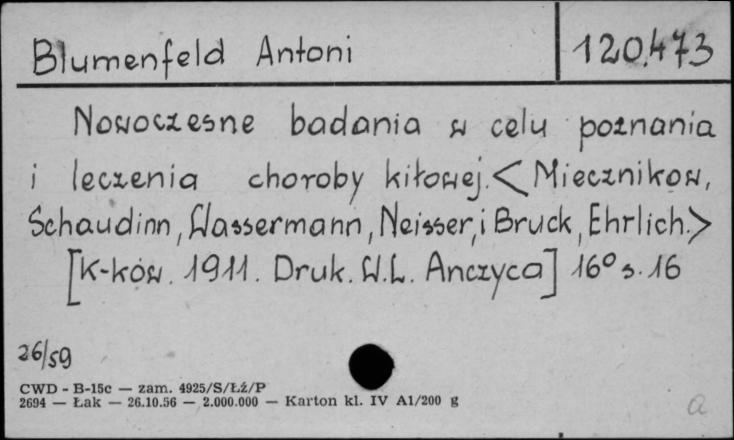 Blumenfeld Antoni
120.473
Nowoczesne badania w celu poznania
i leczenia choroby kiłowej. < Miecznikow,
Schaudinn, Wassermann, Neisser, i Bruck, Ehrlich. >
[K-ków. 1911. Druk. W.L. Anczyca] 16° s. 16
26/59
CWD - B-15c — zam. 4925/S/Łź/P
2694 — Łak — 26.10.56 — 2.000.000 — Karton kl. IV A1/200 g
a